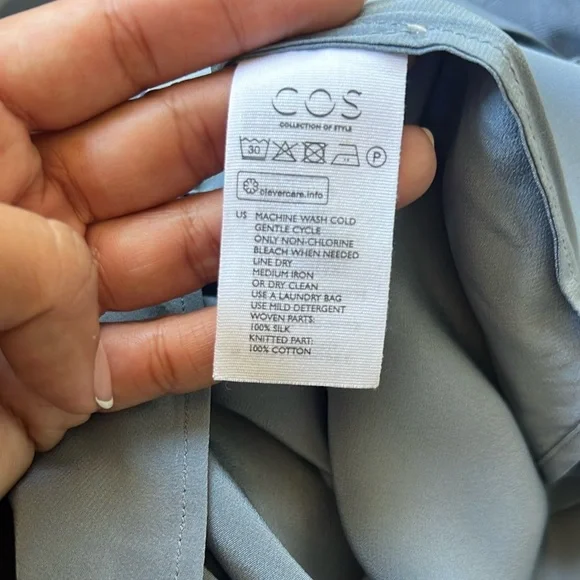 COS
COLLECTION OF STYLE
30 P
clevercare.info
US MACHINE WASH COLD
GENTLE CYCLE
ONLY NON-CHLORINE
BLEACH WHEN NEEDED
LINE DRY
MEDIUM IRON
OR DRY CLEAN
USE A LAUNDRY BAG
USE MILD DETERGENT
WOVEN PARTS:
100% SILK
KNITTED PART:
100% COTTON